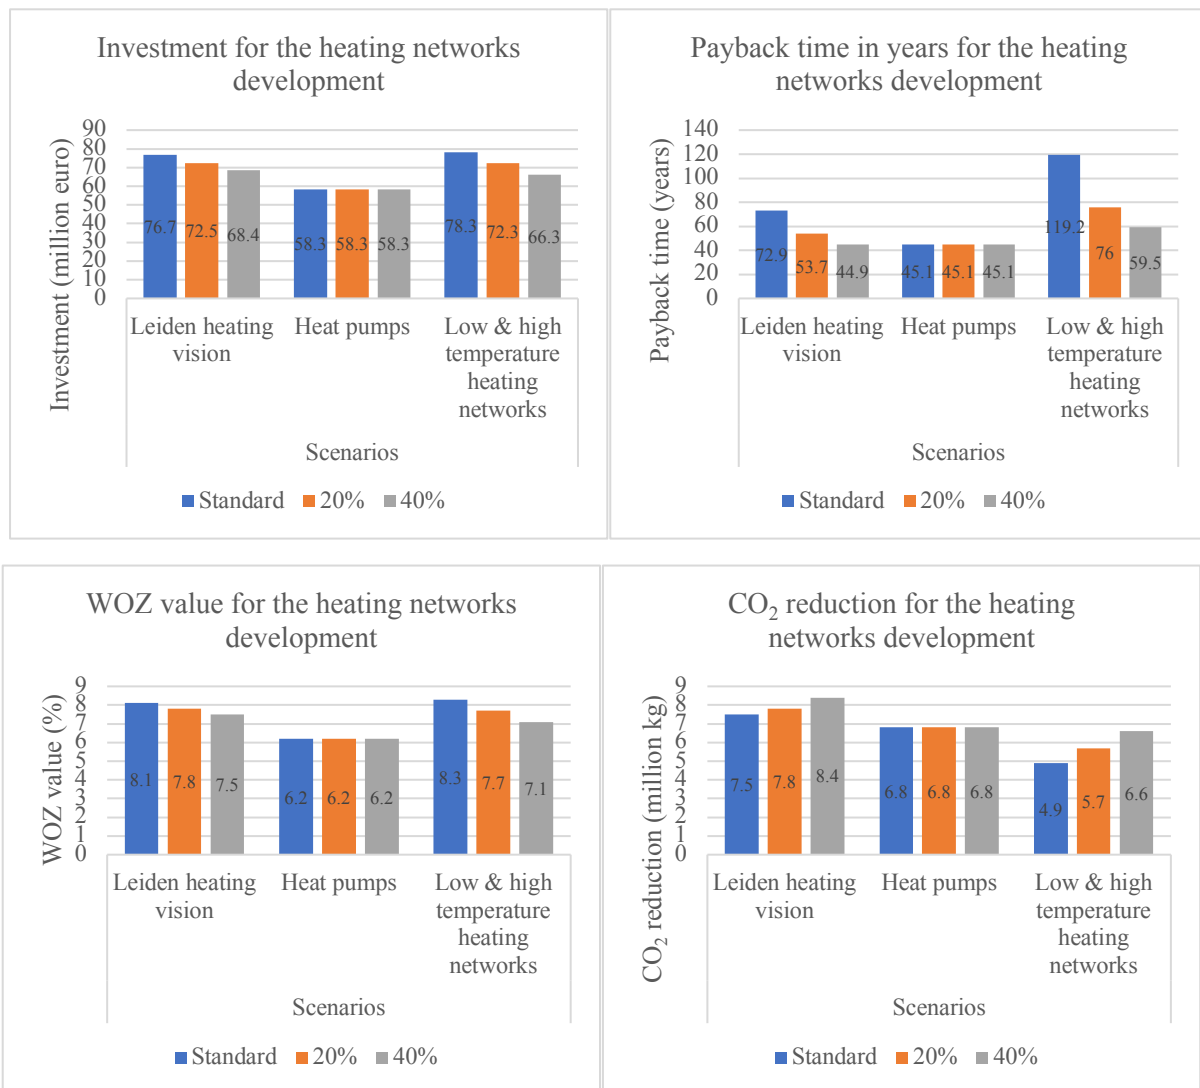 Investment for the heating networks
development
Investment (million euro)
90
80
70
60
50
40
30
20
10
0
76.7 72.5 68.4 58.3 58.3 58.3 78.3 72.3 66.3
Leiden heating
vision
Heat pumps
Low & high
temperature
heating
networks
Scenarios
Standard 20% 40%
Payback time in years for the heating
networks development
Payback time (years)
140
120
100
80
60
40
20
0
72.9 53.7 44.9 45.1 45.1 45.1 119.2 76 59.5
Leiden heating
vision
Heat pumps
Low & high
temperature
heating
networks
Scenarios
Standard 20% 40%
WOZ value for the heating networks
development
WOZ value (%)
9
8
7
6
5
4
3
2
1
0
8.1 7.8 7.5 6.2 6.2 6.2 8.3 7.7 7.1
Leiden heating
vision
Heat pumps
Low & high
temperature
heating
networks
Scenarios
Standard 20% 40%
CO₂ reduction for the heating
networks development
CO₂ reduction (million kg)
9
8
7
6
5
4
3
2
1
0
7.5 7.8 8.4 6.8 6.8 6.8 4.9 5.7 6.6
Leiden heating
vision
Heat pumps
Low & high
temperature
heating
networks
Scenarios
Standard 20% 40%